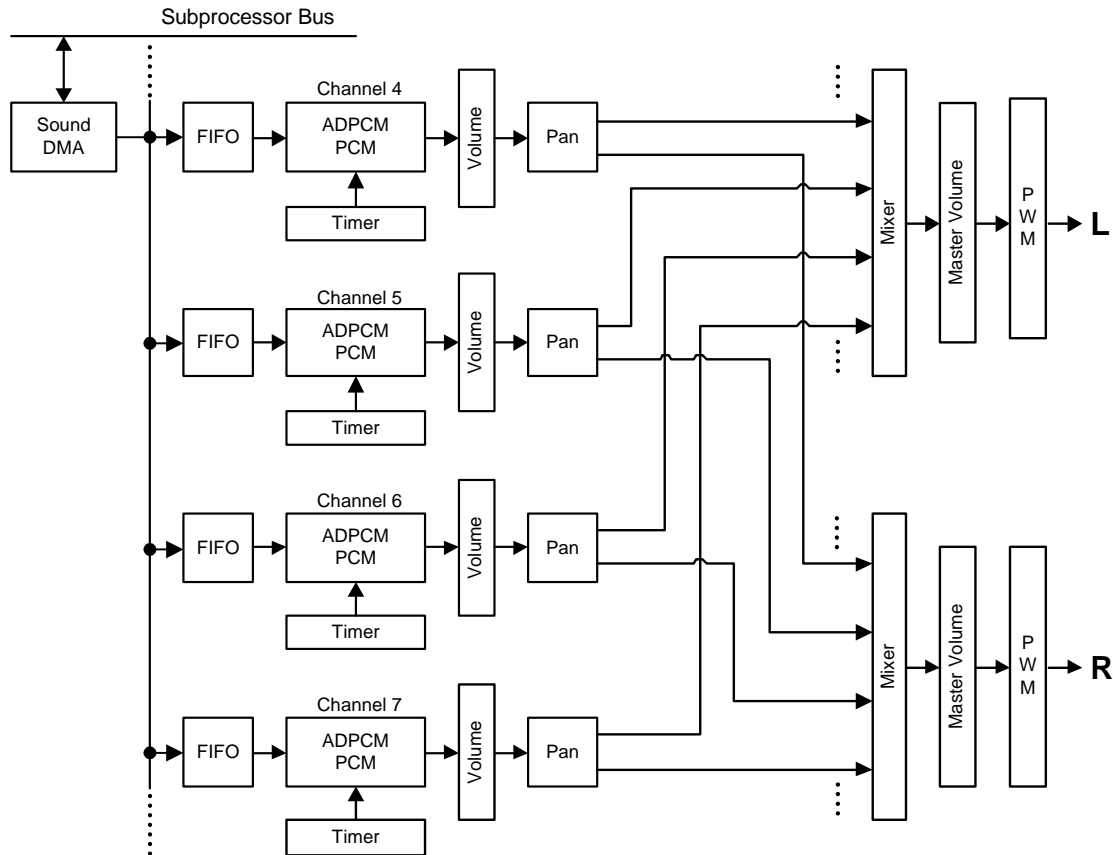 Subprocessor Bus
Sound
DMA
Channel 4
FIFO
ADPCM
PCM
Timer
Volume
Pan
Channel 5
FIFO
ADPCM
PCM
Timer
Volume
Pan
Channel 6
FIFO
ADPCM
PCM
Timer
Volume
Pan
Channel 7
FIFO
ADPCM
PCM
Timer
Volume
Pan
Mixer
Master Volume
P
W
M
L
Mixer
Master Volume
P
W
M
R